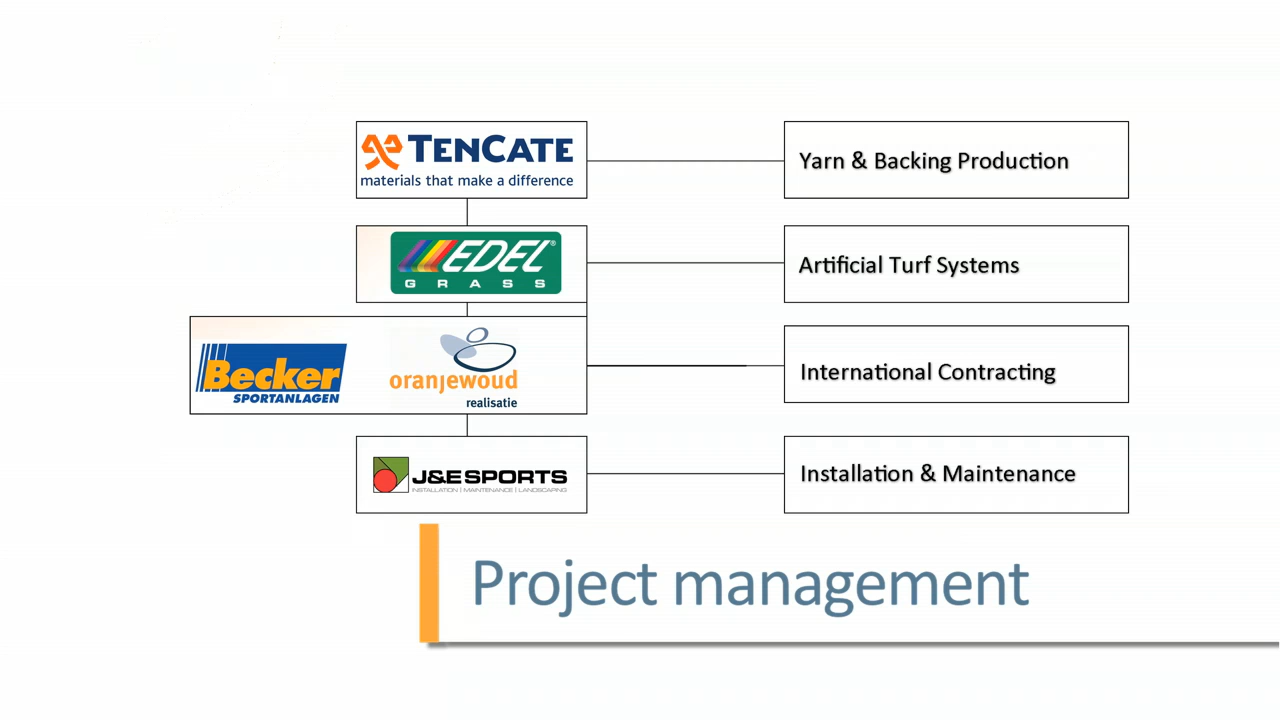 TENCATE
materials that make a difference
Yarn & Backing Production
EDEL®
GRASS
Artificial Turf Systems
Becker
SPORTANLAGEN
oranjewoud
realisatie
International Contracting
J&E SPORTS
INSTALLATION | MAINTENANCE | LANDSCAPING
Installation & Maintenance
Project management